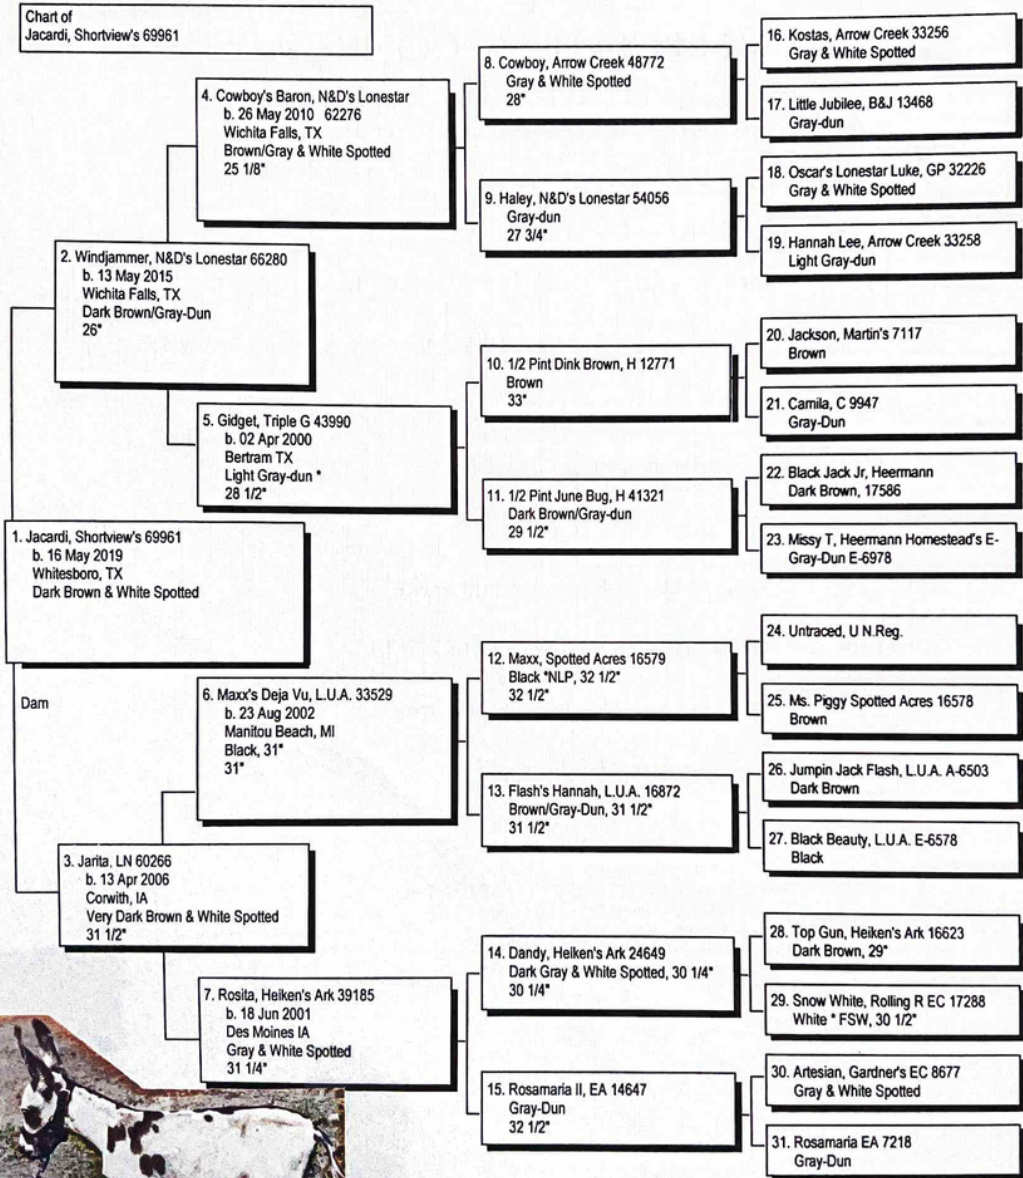 Chart of
Jacardi, Shortview's 69961
16. Kostas, Arrow Creek 33256
Gray & White Spotted
8. Cowboy, Arrow Creek 48772
Gray & White Spotted
28"
17. Little Jubilee, B&J 13468
Gray-dun
4. Cowboy's Baron, N&D's Lonestar
b. 26 May 2010 62276
Wichita Falls, TX
Brown/Gray & White Spotted
25 1/8"
18. Oscar's Lonestar Luke, GP 32226
Gray & White Spotted
9. Haley, N&D's Lonestar 54056
Gray-dun
27 3/4"
19. Hannah Lee, Arrow Creek 33258
Light Gray-dun
2. Windjammer, N&D's Lonestar 66280
b. 13 May 2015
Wichita Falls, TX
Dark Brown/Gray-Dun
26"
20. Jackson, Martin's 7117
Brown
10. 1/2 Pint Dink Brown, H 12771
Brown
33"
21. Camila, C 9947
Gray-Dun
5. Gidget, Triple G 43990
b. 02 Apr 2000
Bertram TX
Light Gray-dun *
28 1/2"
22. Black Jack Jr, Heermann
Dark Brown, 17586
11. 1/2 Pint June Bug, H 41321
Dark Brown/Gray-dun
29 1/2"
23. Missy T, Heermann Homestead's E-
Gray-Dun E-6978
1. Jacardi, Shortview's 69961
b. 16 May 2019
Whitesboro, TX
Dark Brown & White Spotted
24. Untraced, U N.Reg.
12. Maxx, Spotted Acres 16579
Black *NLP, 32 1/2"
32 1/2"
25. Ms. Piggy Spotted Acres 16578
Brown
Dam
6. Maxx's Deja Vu, L.U.A. 33529
b. 23 Aug 2002
Manitou Beach, MI
Black, 31"
31"
26. Jumpin Jack Flash, L.U.A. A-6503
Dark Brown
13. Flash's Hannah, L.U.A. 16872
Brown/Gray-Dun, 31 1/2"
31 1/2"
27. Black Beauty, L.U.A. E-6578
Black
3. Jarita, LN 60266
b. 13 Apr 2006
Corwith, IA
Very Dark Brown & White Spotted
31 1/2"
28. Top Gun, Heiken's Ark 16623
Dark Brown, 29"
14. Dandy, Heiken's Ark 24649
Dark Gray & White Spotted, 30 1/4"
30 1/4"
29. Snow White, Rolling R EC 17288
White * FSW, 30 1/2"
7. Rosita, Heiken's Ark 39185
b. 18 Jun 2001
Des Moines IA
Gray & White Spotted
31 1/4"
30. Artesian, Gardner's EC 8677
Gray & White Spotted
15. Rosamaria II, EA 14647
Gray-Dun
32 1/2"
31. Rosamaria EA 7218
Gray-Dun